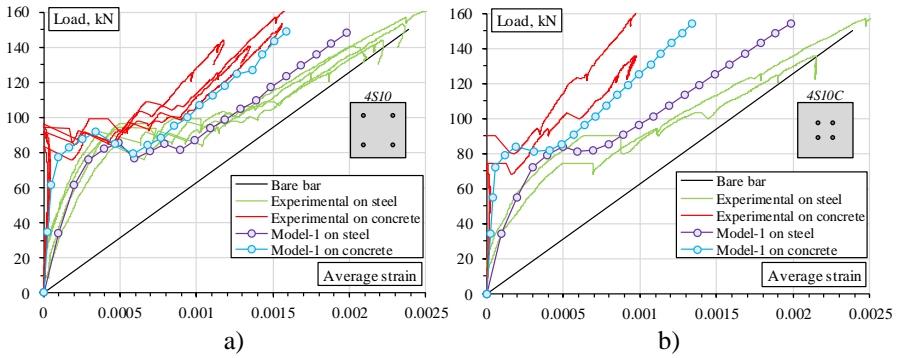 Load, kN
160
140
120
100
80
60
40
20
0
4S10
Bare bar
Experimental on steel
Experimental on concrete
Model-1 on steel
Model-1 on concrete
Average strain
0 0.0005 0.001 0.0015 0.002 0.0025
a)
Load, kN
160
140
120
100
80
60
40
20
0
4S10C
Bare bar
Experimental on steel
Experimental on concrete
Model-1 on steel
Model-1 on concrete
Average strain
0 0.0005 0.001 0.0015 0.002 0.0025
b)